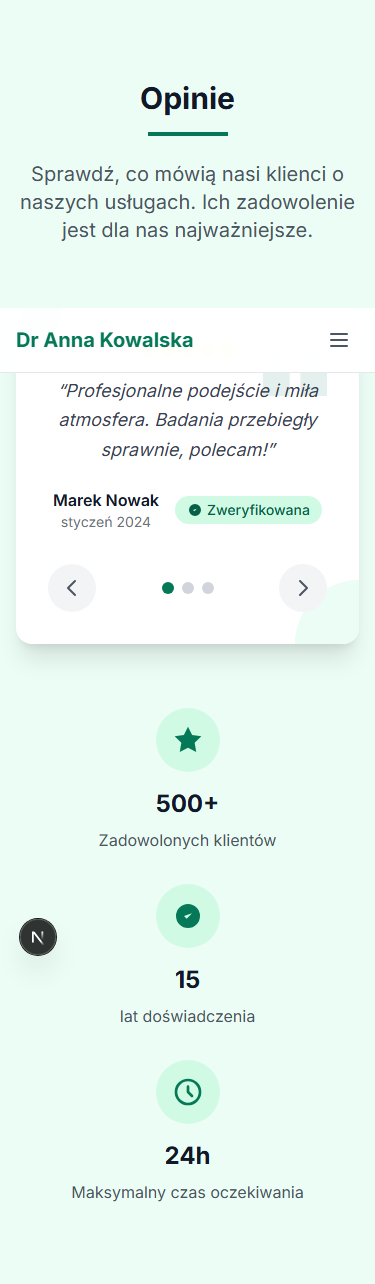 Opinie
Sprawdź, co mówią nasi klienci o
naszych usługach. Ich zadowolenie
jest dla nas najważniejsze.
Dr Anna Kowalska
“Profesjonalne podejście i miła
atmosfera. Badania przebiegły
sprawnie, polecam!”
Marek Nowak
styczeń 2024
Zweryfikowana
500+
Zadowolonych klientów
N
15
lat doświadczenia
24h
Maksymalny czas oczekiwania